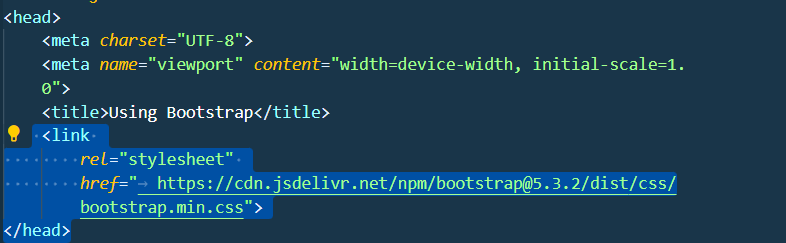 <head>
<meta charset="UTF-8">
<meta name="viewport" content="width=device-width, initial-scale=1.
0">
<title>Using Bootstrap</title>
<link
rel="stylesheet"
href="→ https://cdn.jsdelivr.net/npm/bootstrap@5.3.2/dist/css/
bootstrap.min.css">
</head>